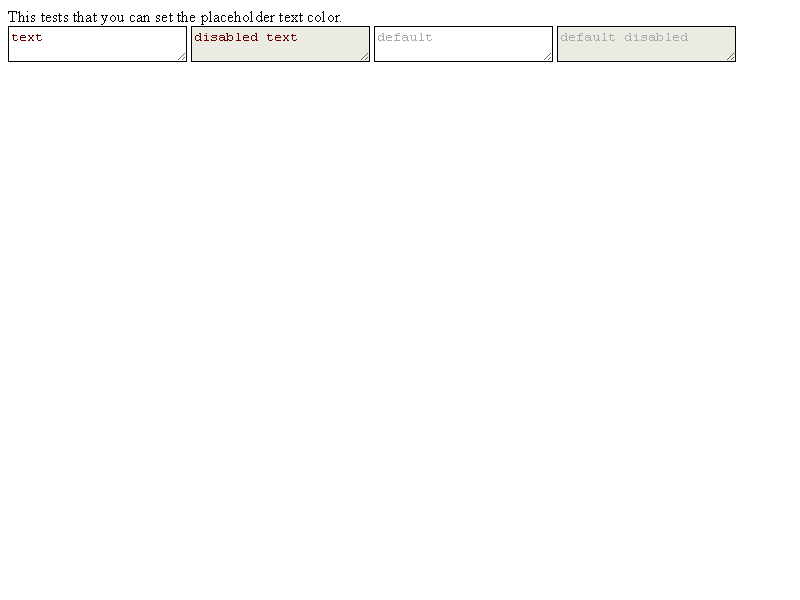 This tests that you can set the placeholder text color.
text disabled text default default disabled